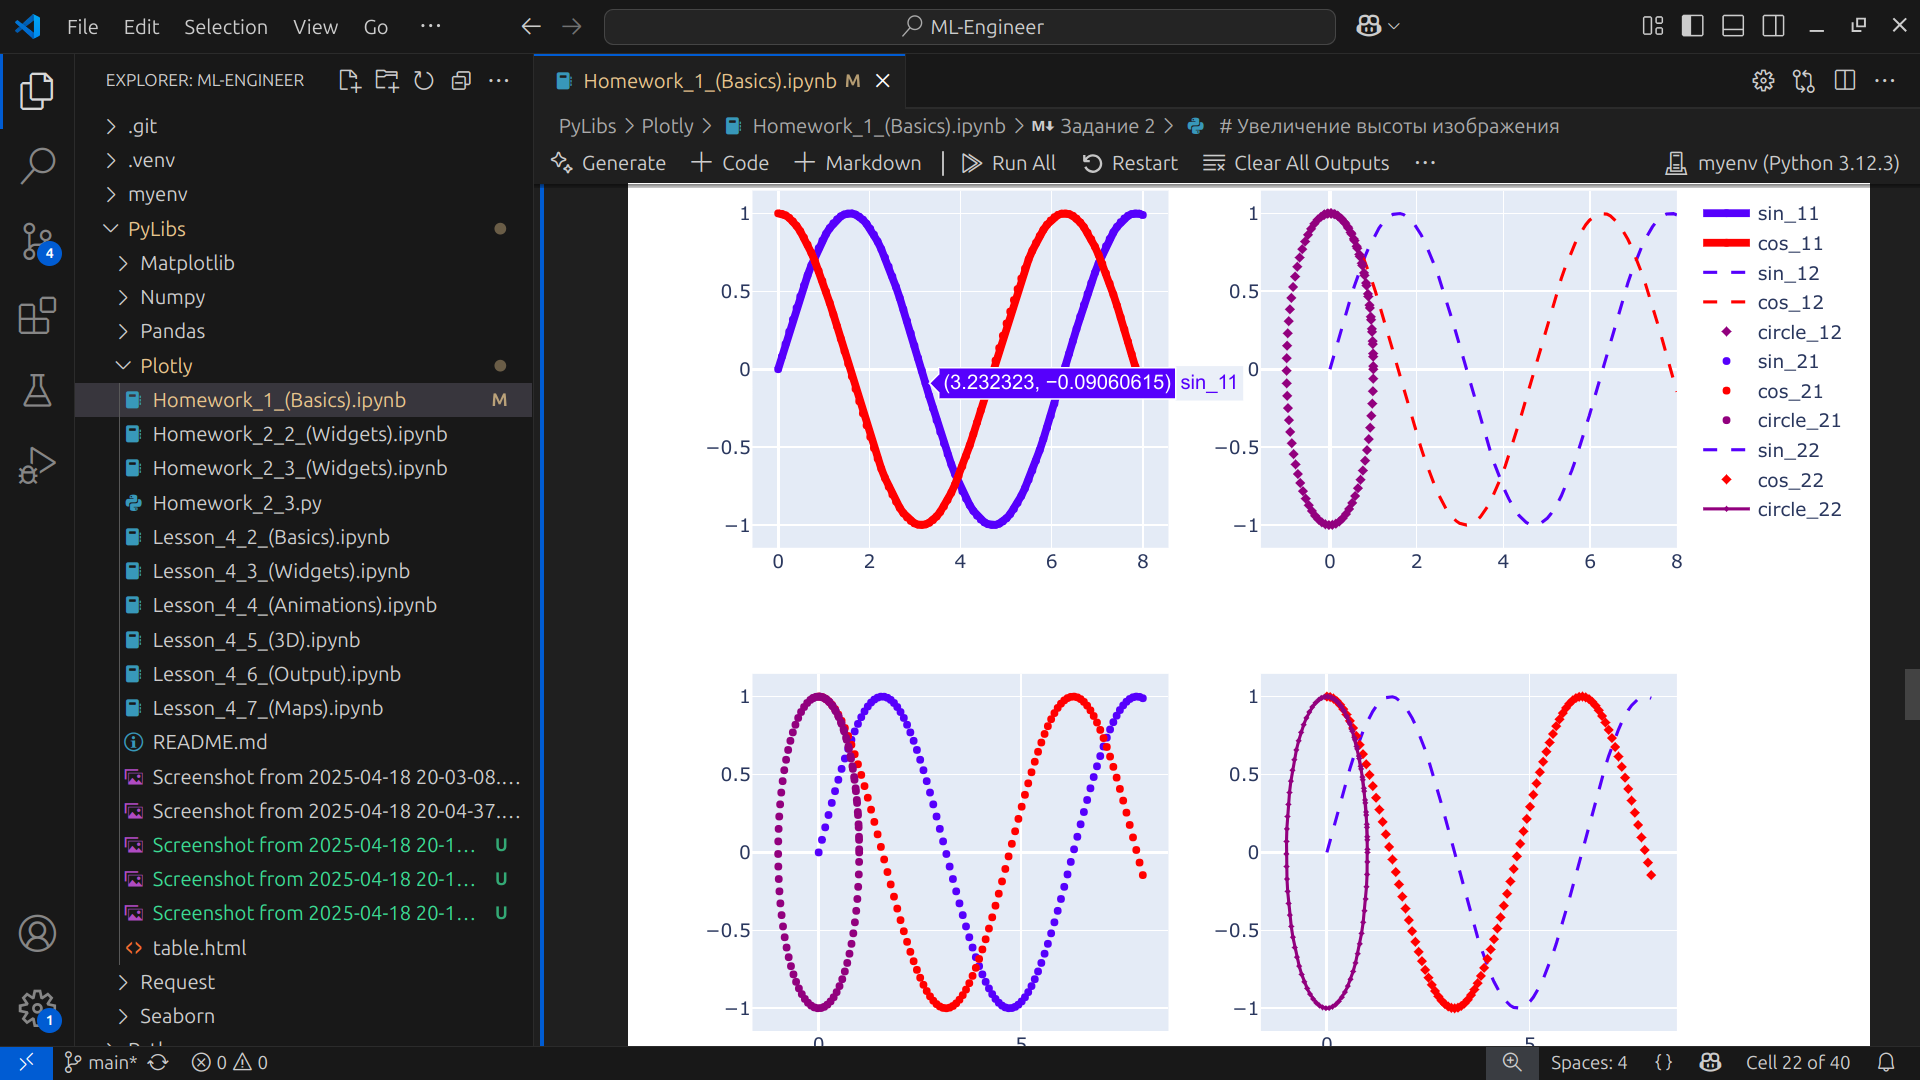 File Edit Selection View Go ···
ML-Engineer
EXPLORER: ML-ENGINEER
.git
.venv
myenv
PyLibs
Matplotlib
Numpy
Pandas
Plotly
Homework_1_(Basics).ipynb M
Homework_2_2_(Widgets).ipynb
Homework_2_3_(Widgets).ipynb
Homework_2_3.py
Lesson_4_2_(Basics).ipynb
Lesson_4_3_(Widgets).ipynb
Lesson_4_4_(Animations).ipynb
Lesson_4_5_(3D).ipynb
Lesson_4_6_(Output).ipynb
Lesson_4_7_(Maps).ipynb
README.md
Screenshot from 2025-04-18 20-03-08....
Screenshot from 2025-04-18 20-04-37....
Screenshot from 2025-04-18 20-1... U
Screenshot from 2025-04-18 20-1... U
Screenshot from 2025-04-18 20-1... U
table.html
Request
Seaborn
4
1
Homework_1_(Basics).ipynb M
PyLibs > Plotly > Homework_1_(Basics).ipynb > M↓ Задание 2 > # Увеличение высоты изображения
Generate + Code + Markdown | Run All Restart Clear All Outputs ··· myenv (Python 3.12.3)
1
0.5
0
−0.5
−1
0 2 4 6 8
(3.232323, −0.09060615) sin_11
1
0.5
0
−0.5
−1
0 2 4 6 8
sin_11
cos_11
sin_12
cos_12
circle_12
sin_21
cos_21
circle_21
sin_22
cos_22
circle_22
1
0.5
0
−0.5
−1
0 5
1
0.5
0
−0.5
−1
0 5
main* 0 0 Spaces: 4 {} Cell 22 of 40